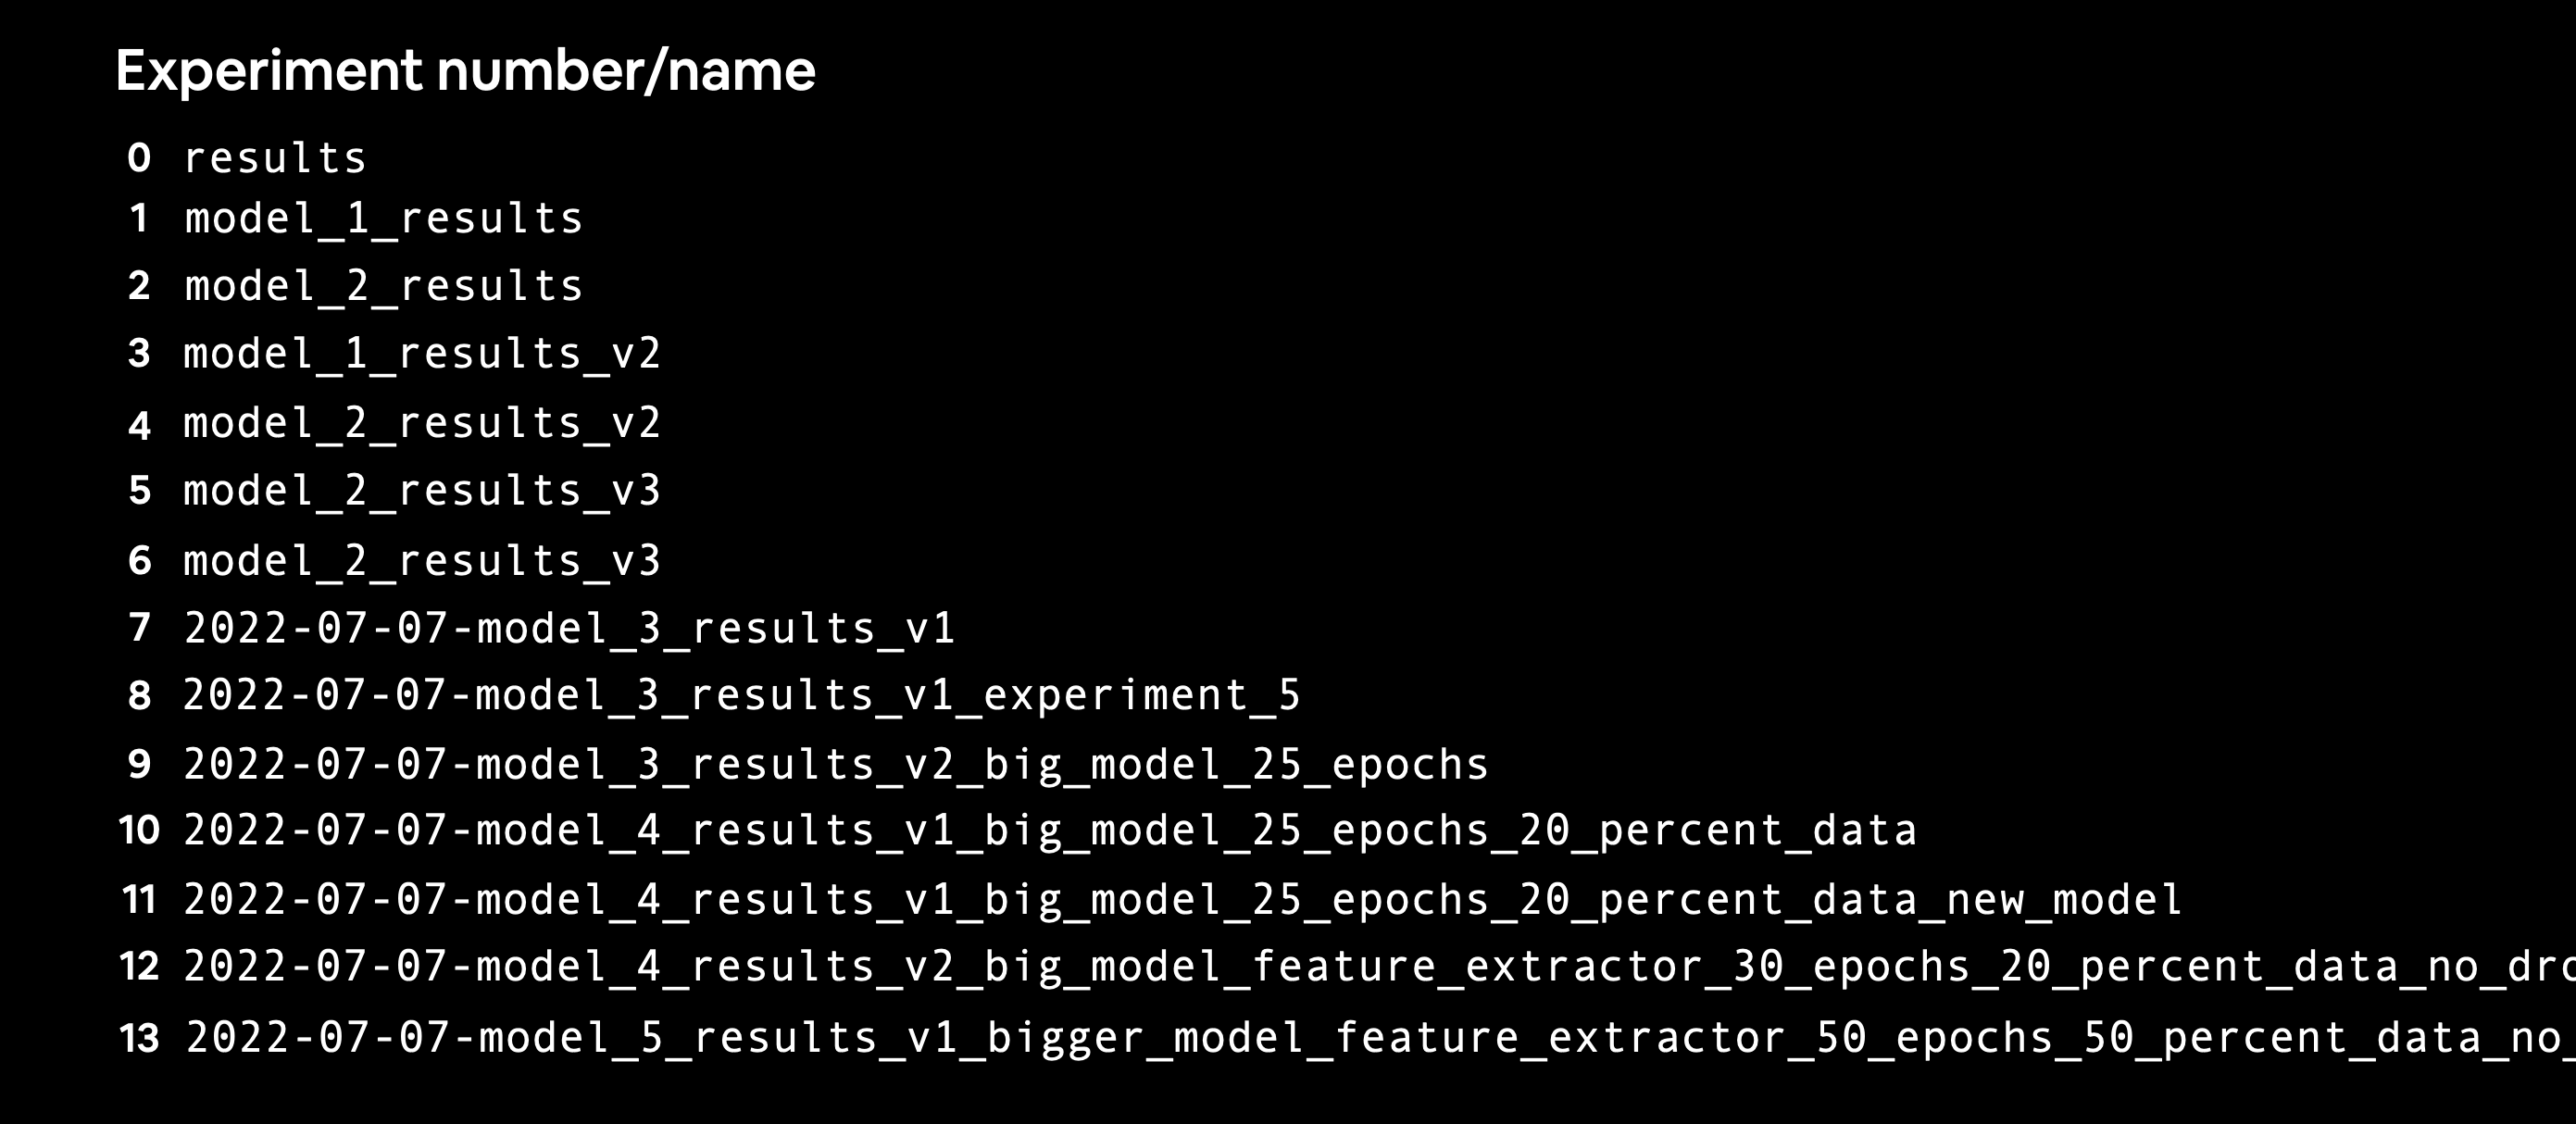 Experiment number/name
0 results
1 model_1_results
2 model_2_results
3 model_1_results_v2
4 model_2_results_v2
5 model_2_results_v3
6 model_2_results_v3
7 2022-07-07-model_3_results_v1
8 2022-07-07-model_3_results_v1_experiment_5
9 2022-07-07-model_3_results_v2_big_model_25_epochs
10 2022-07-07-model_4_results_v1_big_model_25_epochs_20_percent_data
11 2022-07-07-model_4_results_v1_big_model_25_epochs_20_percent_data_new_model
12 2022-07-07-model_4_results_v2_big_model_feature_extractor_30_epochs_20_percent_data_no_dro
13 2022-07-07-model_5_results_v1_bigger_model_feature_extractor_50_epochs_50_percent_data_no_